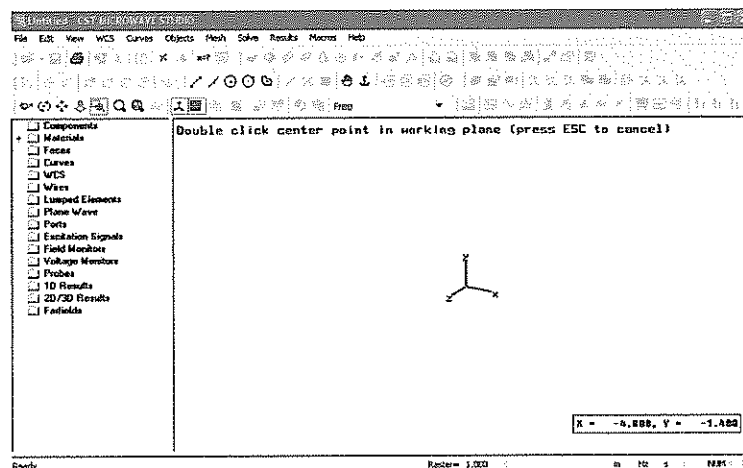 Untitled - CST MICROWAVE STUDIO
File Edit View WCS Curves Objects Mesh Solve Results Macros Help
Free
Components
Materials
Faces
Curves
WCS
Wires
Lumped Elements
Plane Wave
Ports
Excitation Signals
Field Monitors
Voltage Monitors
Probes
1D Results
2D/3D Results
Farfields
Double click center point in working plane (press ESC to cancel)
y
z x
X = -4.888, Y = -1.488
Ready Raster= 1.000 m Hz s NUM